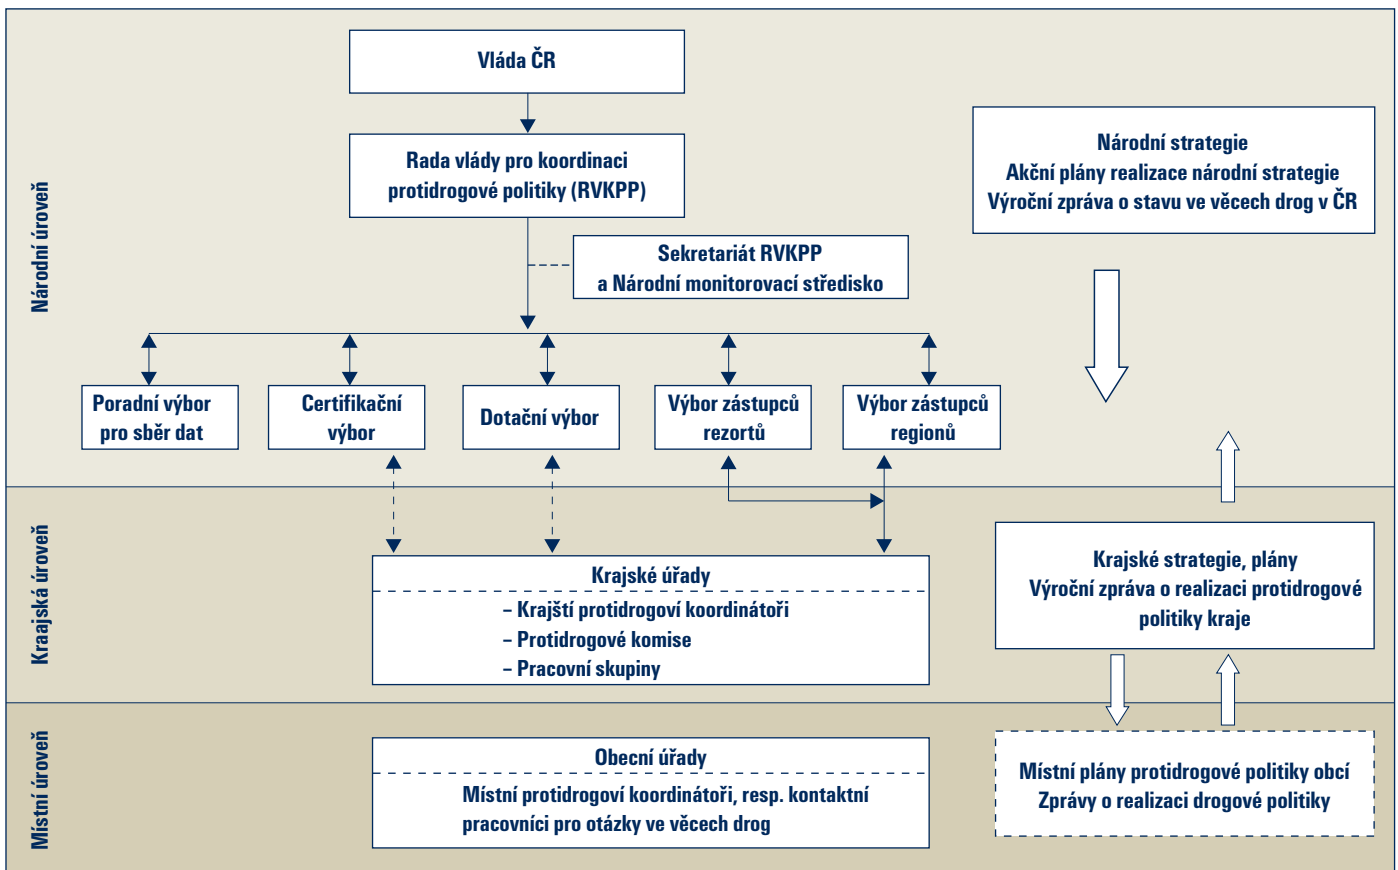 Národní úroveň
Vláda ČR
Rada vlády pro koordinaci
protidrogové politiky (RVKPP)
Sekretariát RVKPP
a Národní monitorovací středisko
Poradní výbor
pro sběr dat
Certifikační
výbor
Dotační výbor
Výbor zástupců
rezortů
Výbor zástupců
regionů
Národní strategie
Akční plány realizace národní strategie
Výroční zpráva o stavu ve věcech drog v ČR
Kraajská úroveň
Krajské úřady
– Krajští protidrogoví koordinátoři
– Protidrogové komise
– Pracovní skupiny
Krajské strategie, plány
Výroční zpráva o realizaci protidrogové
politiky kraje
Místní úroveň
Obecní úřady
Místní protidrogoví koordinátoři, resp. kontaktní
pracovníci pro otázky ve věcech drog
Místní plány protidrogové politiky obcí
Zprávy o realizaci drogové politiky